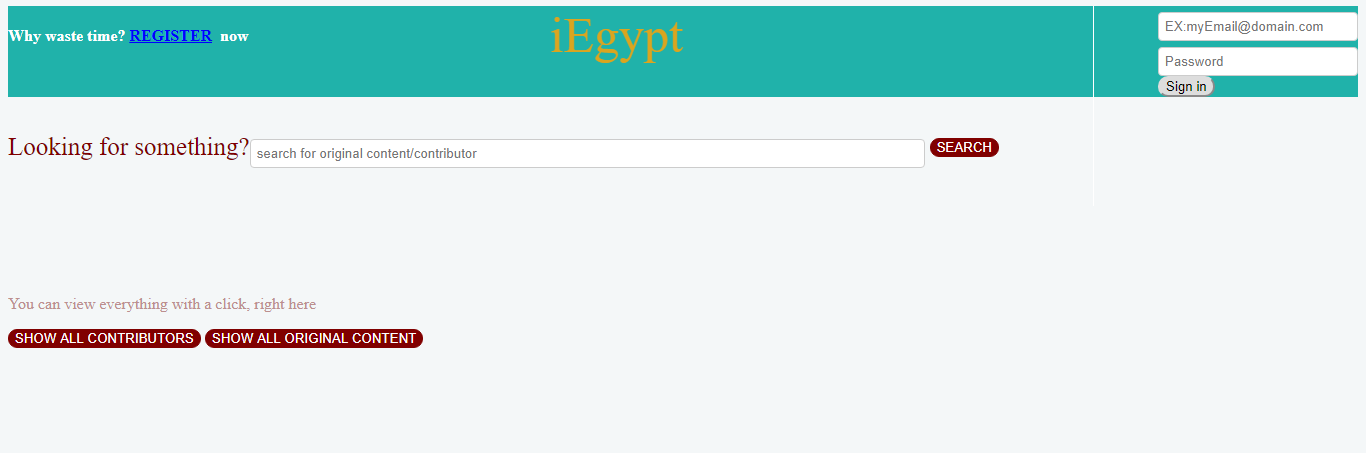 Why waste time? REGISTER now
iEgypt
EX:myEmail@domain.com
Password
Sign in
Looking for something?
search for original content/contributor
SEARCH
You can view everything with a click, right here
SHOW ALL CONTRIBUTORS
SHOW ALL ORIGINAL CONTENT